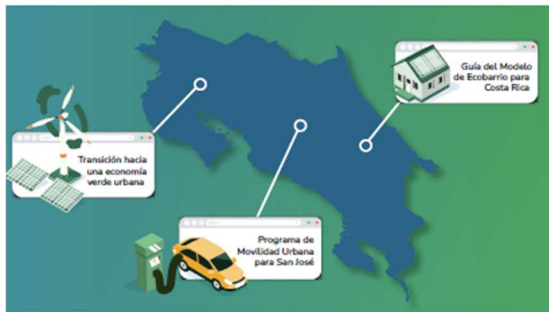 Guía del Modelo
de Ecobarrio para
Costa Rica
Transición hacia
una economía
verde urbana
Programa de
Movilidad Urbana
para San José